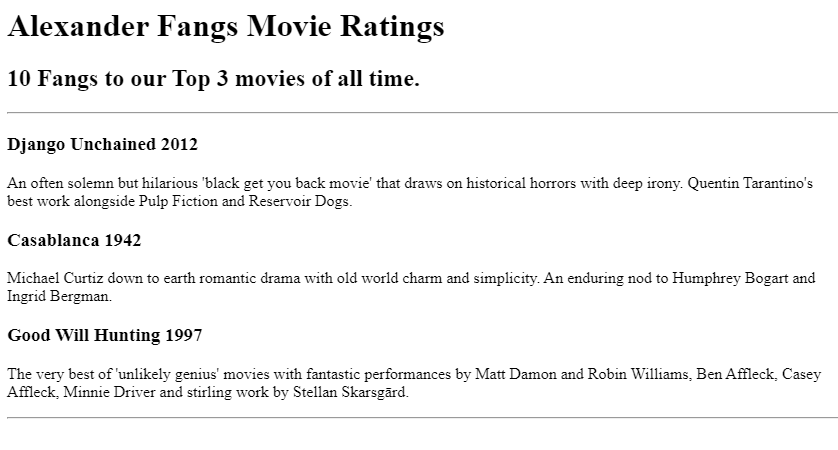 Alexander Fangs Movie Ratings
10 Fangs to our Top 3 movies of all time.
Django Unchained 2012
An often solemn but hilarious 'black get you back movie' that draws on historical horrors with deep irony. Quentin Tarantino's
best work alongside Pulp Fiction and Reservoir Dogs.
Casablanca 1942
Michael Curtiz down to earth romantic drama with old world charm and simplicity. An enduring nod to Humphrey Bogart and
Ingrid Bergman.
Good Will Hunting 1997
The very best of 'unlikely genius' movies with fantastic performances by Matt Damon and Robin Williams, Ben Affleck, Casey
Affleck, Minnie Driver and stirling work by Stellan Skarsgārd.